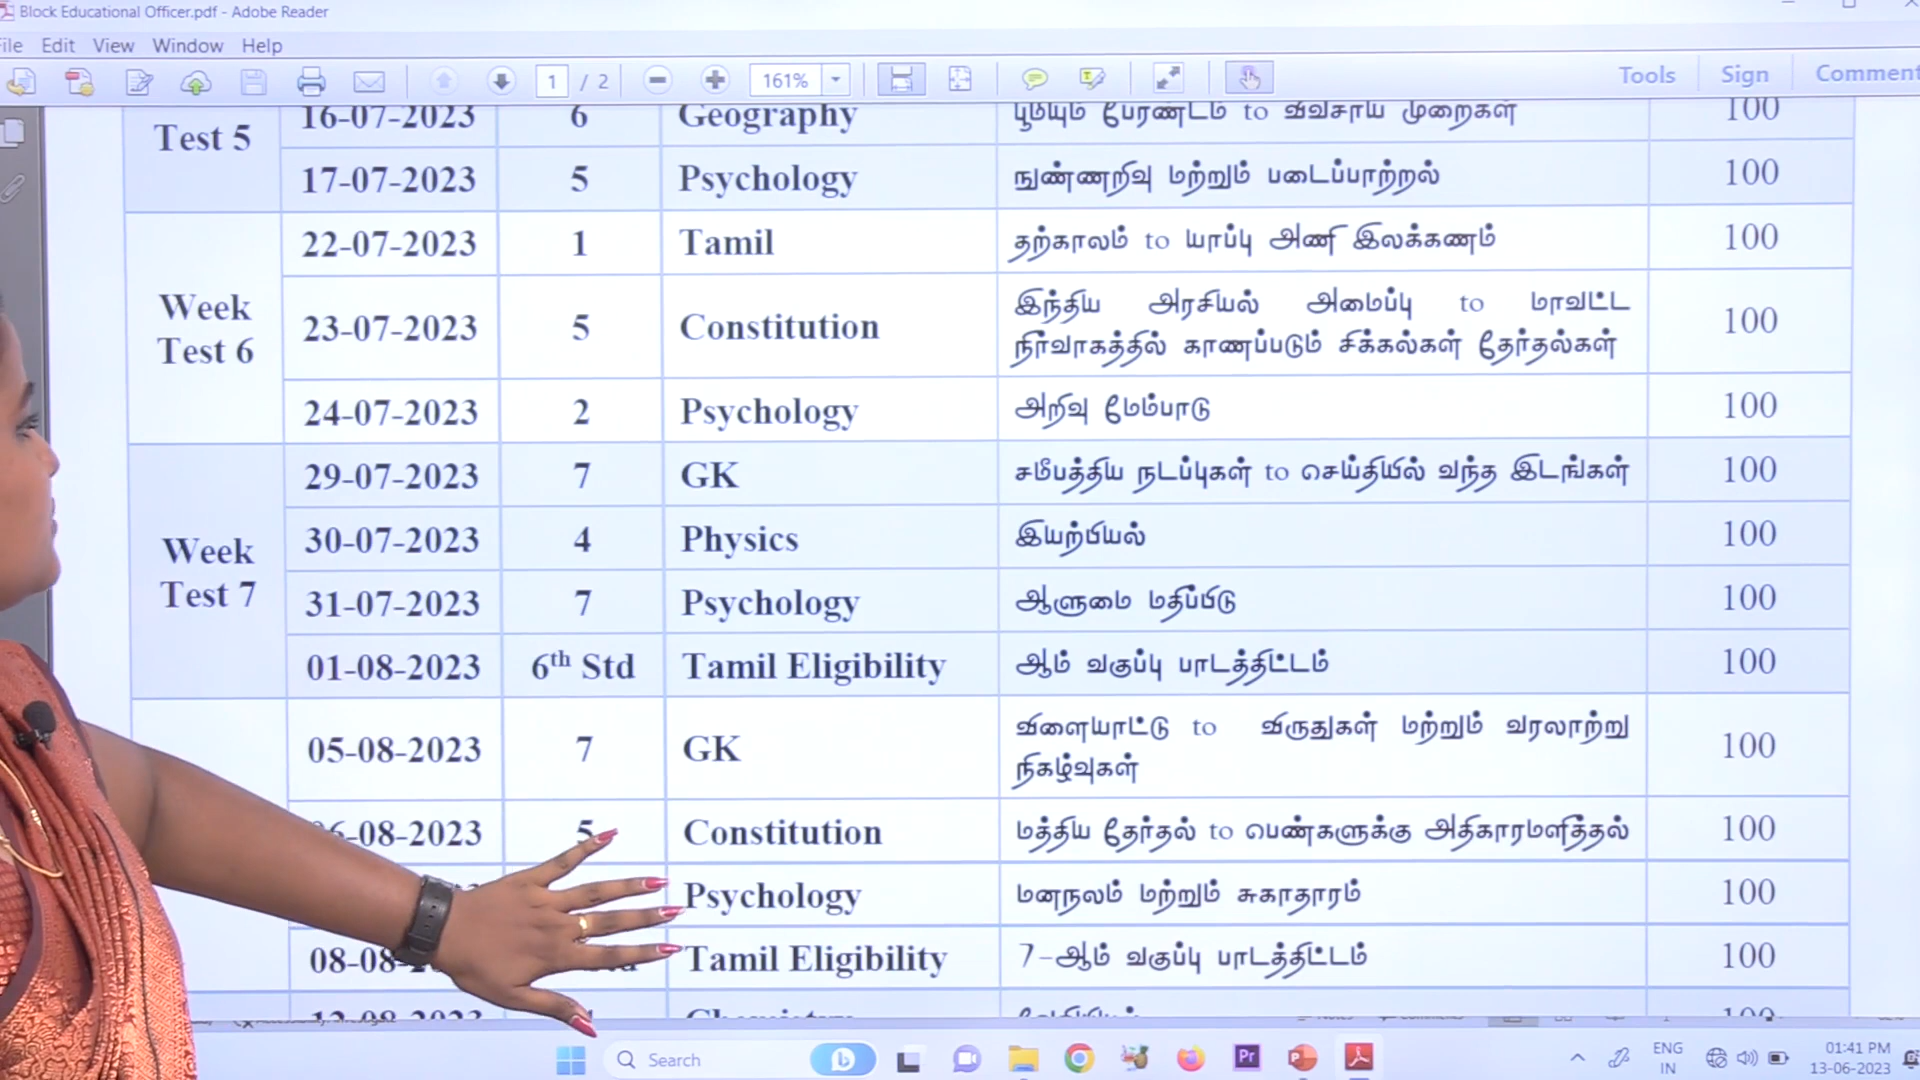 Block Educational Officer.pdf - Adobe Reader
File Edit View Window Help
1 / 2 161% Tools Sign Comment
Test 5 16-07-2023 6 Geography பூமியும் பேரண்டம் to விவசாய முறைகள் 100
17-07-2023 5 Psychology நுண்ணறிவு மற்றும் படைப்பாற்றல் 100
22-07-2023 1 Tamil தற்காலம் to யாப்பு அணி இலக்கணம் 100
Week Test 6 23-07-2023 5 Constitution இந்திய அரசியல் அமைப்பு to மாவட்ட
நிர்வாகத்தில் காணப்படும் சிக்கல்கள் தேர்தல்கள் 100
24-07-2023 2 Psychology அறிவு மேம்பாடு 100
29-07-2023 7 GK சமீபத்திய நடப்புகள் to செய்தியில் வந்த இடங்கள் 100
Week Test 7 30-07-2023 4 Physics இயற்பியல் 100
31-07-2023 7 Psychology ஆளுமை மதிப்பீடு 100
01-08-2023 6th Std Tamil Eligibility ஆம் வகுப்பு பாடத்திட்டம் 100
05-08-2023 7 GK விளையாட்டு to விருதுகள் மற்றும் வரலாற்று
நிகழ்வுகள் 100
6-08-2023 5 Constitution மத்திய தேர்தல் to பெண்களுக்கு அதிகாரமளித்தல் 100
Psychology மனநலம் மற்றும் சுகாதாரம் 100
08-08- Tamil Eligibility 7-ஆம் வகுப்பு பாடத்திட்டம் 100
Search ENG 01:41 PM
IN 13-06-2023